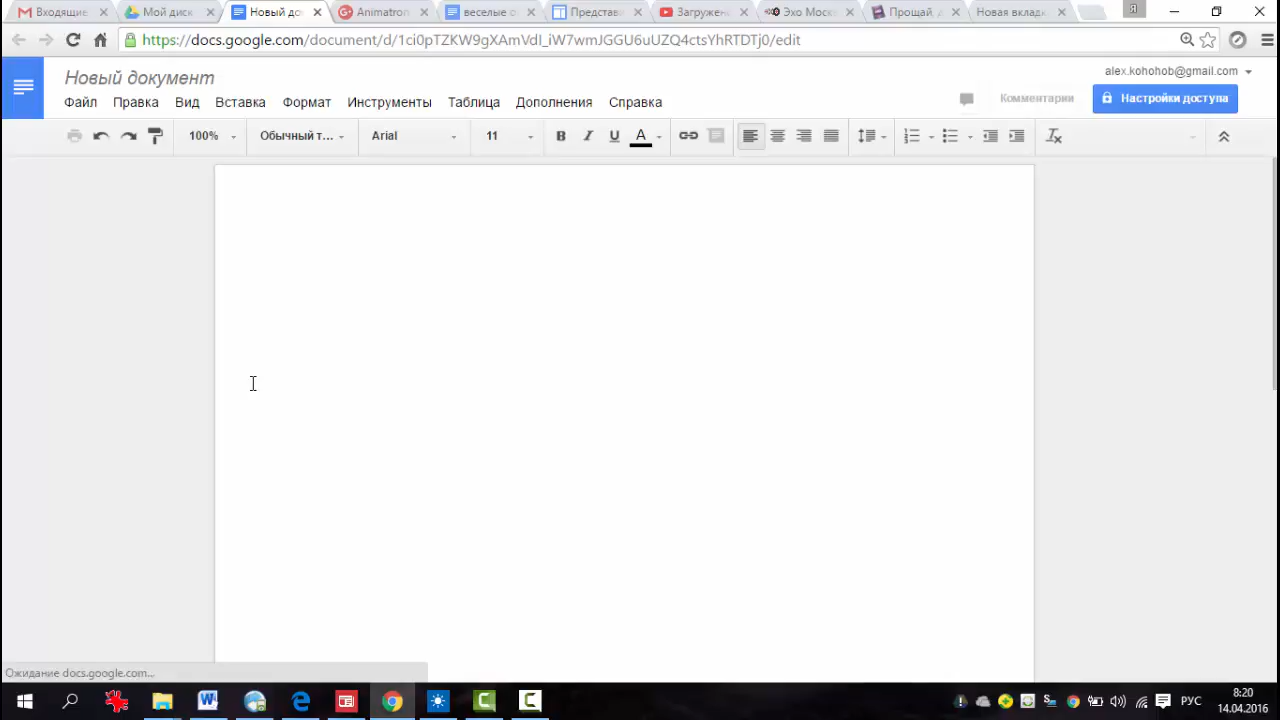 Входящие
Мой диск
Новый до
Animatron
веселые о
Представ
Загружен
Эхо Моск
Прощай,
Новая вкладк
Я
https://docs.google.com/document/d/1ci0pTZKW9gXAmVdI_iW7wmJGGU6uUZQ4ctsYhRTDTj0/edit
Новый документ
alex.kohohob@gmail.com
Файл Правка Вид Вставка Формат Инструменты Таблица Дополнения Справка
Комментарии
Настройки доступа
100% Обычный т... Arial 11 B I U A
Ожидание docs.google.com...
РУС
8:20
14.04.2016